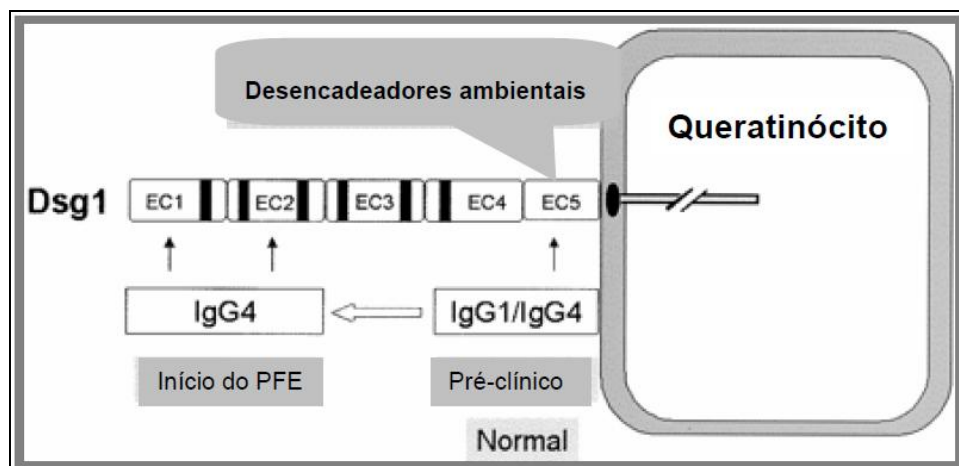 Desencadeadores ambientais
Queratinócito
Dsg1 EC1 EC2 EC3 EC4 EC5
IgG4 IgG1/IgG4
Início do PFE Pré-clínico
Normal